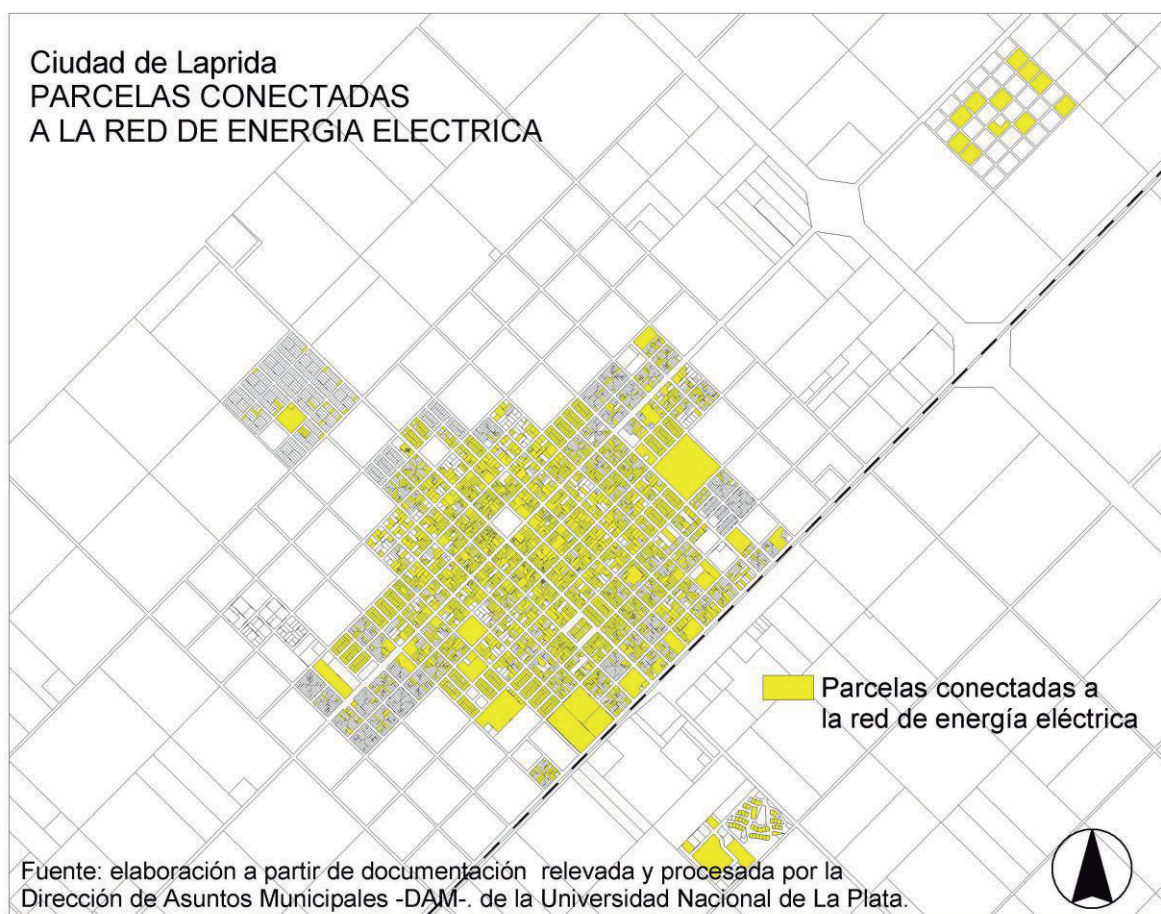 Ciudad de Laprida
PARCELAS CONECTADAS
A LA RED DE ENERGIA ELECTRICA
Parcelas conectadas a
la red de energía eléctrica
Fuente: elaboración a partir de documentación relevada y procesada por la
Dirección de Asuntos Municipales -DAM-. de la Universidad Nacional de La Plata.